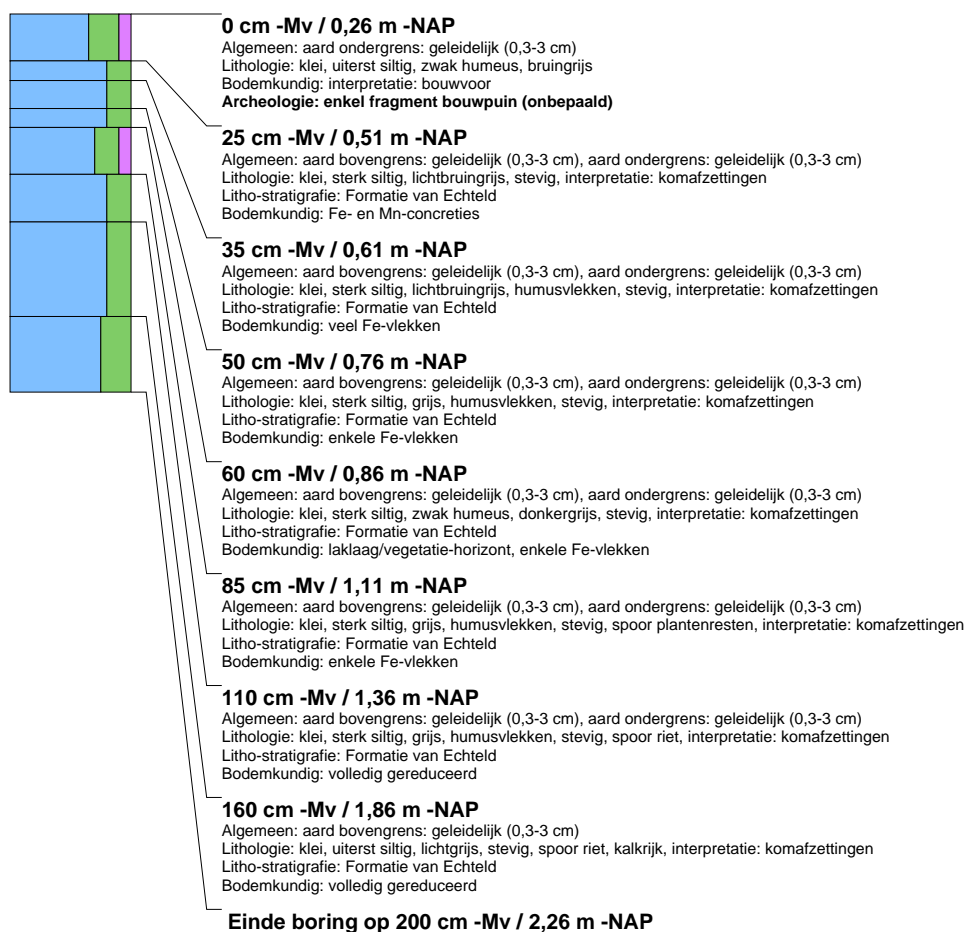 0 cm -Mv / 0,26 m -NAP
Algemeen: aard ondergrens: geleidelijk (0,3-3 cm)
Lithologie: klei, uiterst siltig, zwak humeus, bruingrijs
Bodemkundig: interpretatie: bouwvoor
Archeologie: enkel fragment bouwpuin (onbepaald)
25 cm -Mv / 0,51 m -NAP
Algemeen: aard bovengrens: geleidelijk (0,3-3 cm), aard ondergrens: geleidelijk (0,3-3 cm)
Lithologie: klei, sterk siltig, lichtbruingrijs, stevig, interpretatie: komafzettingen
Litho-stratigrafie: Formatie van Echteld
Bodemkundig: Fe- en Mn-concreties
35 cm -Mv / 0,61 m -NAP
Algemeen: aard bovengrens: geleidelijk (0,3-3 cm), aard ondergrens: geleidelijk (0,3-3 cm)
Lithologie: klei, sterk siltig, lichtbruingrijs, humusvlekken, stevig, interpretatie: komafzettingen
Litho-stratigrafie: Formatie van Echteld
Bodemkundig: veel Fe-vlekken
50 cm -Mv / 0,76 m -NAP
Algemeen: aard bovengrens: geleidelijk (0,3-3 cm), aard ondergrens: geleidelijk (0,3-3 cm)
Lithologie: klei, sterk siltig, grijs, humusvlekken, stevig, interpretatie: komafzettingen
Litho-stratigrafie: Formatie van Echteld
Bodemkundig: enkele Fe-vlekken
60 cm -Mv / 0,86 m -NAP
Algemeen: aard bovengrens: geleidelijk (0,3-3 cm), aard ondergrens: geleidelijk (0,3-3 cm)
Lithologie: klei, sterk siltig, zwak humeus, donkergrijs, stevig, interpretatie: komafzettingen
Litho-stratigrafie: Formatie van Echteld
Bodemkundig: laklaag/vegetatie-horizont, enkele Fe-vlekken
85 cm -Mv / 1,11 m -NAP
Algemeen: aard bovengrens: geleidelijk (0,3-3 cm), aard ondergrens: geleidelijk (0,3-3 cm)
Lithologie: klei, sterk siltig, grijs, humusvlekken, stevig, spoor plantenresten, interpretatie: komafzettingen
Litho-stratigrafie: Formatie van Echteld
Bodemkundig: enkele Fe-vlekken
110 cm -Mv / 1,36 m -NAP
Algemeen: aard bovengrens: geleidelijk (0,3-3 cm), aard ondergrens: geleidelijk (0,3-3 cm)
Lithologie: klei, sterk siltig, grijs, humusvlekken, stevig, spoor riet, interpretatie: komafzettingen
Litho-stratigrafie: Formatie van Echteld
Bodemkundig: volledig gereduceerd
160 cm -Mv / 1,86 m -NAP
Algemeen: aard bovengrens: geleidelijk (0,3-3 cm)
Lithologie: klei, uiterst siltig, lichtgrijs, stevig, spoor riet, kalkrijk, interpretatie: komafzettingen
Litho-stratigrafie: Formatie van Echteld
Bodemkundig: volledig gereduceerd
Einde boring op 200 cm -Mv / 2,26 m -NAP